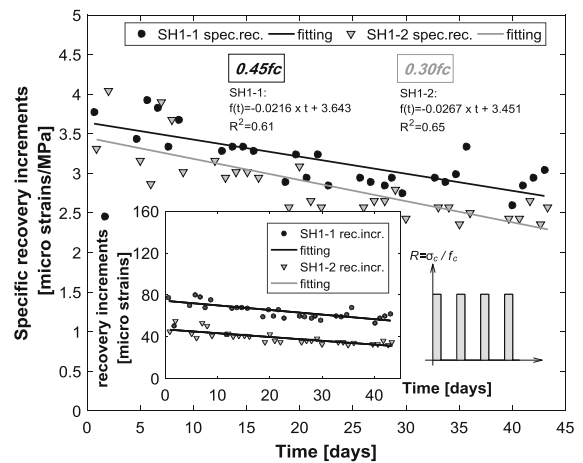 SH1-1 spec.rec. fitting SH1-2 spec.rec. fitting
0.45fc
0.30fc
SH1-1:
f(t)=-0.0216 x t + 3.643
R²=0.61
SH1-2:
f(t)=-0.0267 x t + 3.451
R²=0.65
Specific recovery increments
[micro strains/MPa]
5
4.5
4
3.5
3
2.5
2
1.5
1
0.5
0
0 5 10 15 20 25 30 35 40 45
Time [days]
recovery increments
[micro strains]
160
120
80
40
0
0 10 20 30 40
Time [days]
SH1-1 rec.incr.
fitting
SH1-2 rec.incr.
fitting
R=σc / fc